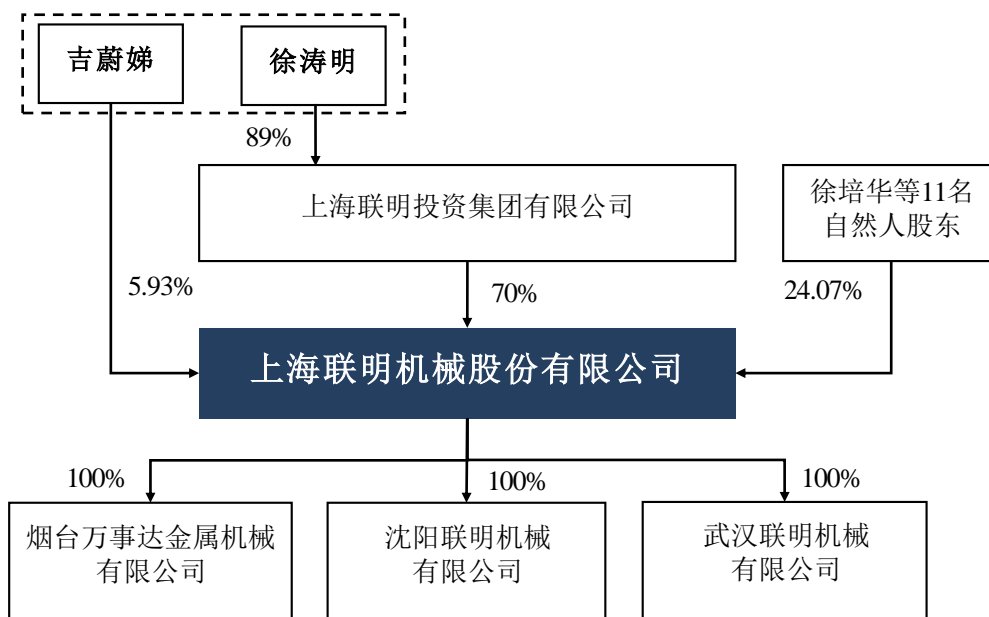 吉蔚娣
徐涛明
89%
上海联明投资集团有限公司
徐培华等11名
自然人股东
5.93%
70%
24.07%
上海联明机械股份有限公司
100%
100%
100%
烟台万事达金属机械
有限公司
沈阳联明机械
有限公司
武汉联明机械
有限公司